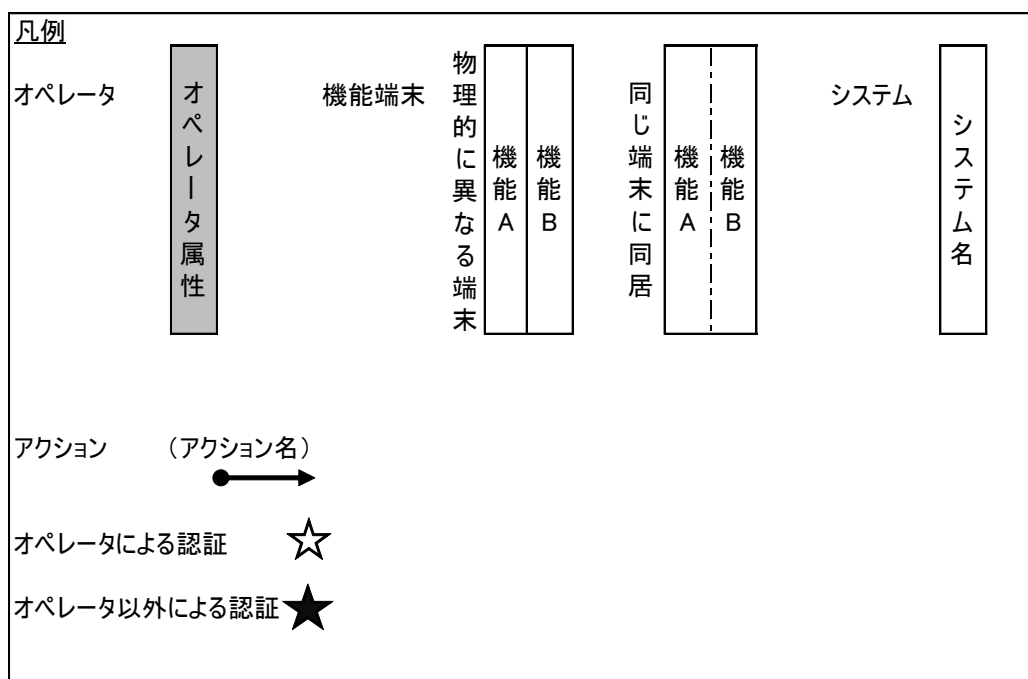 凡例
オペレータ
オペレータ属性
機能端末
物理的に異なる端末
機能A
機能B
同じ端末に同居
機能A
機能B
システム
システム名
アクション
(アクション名)
オペレータによる認証
オペレータ以外による認証